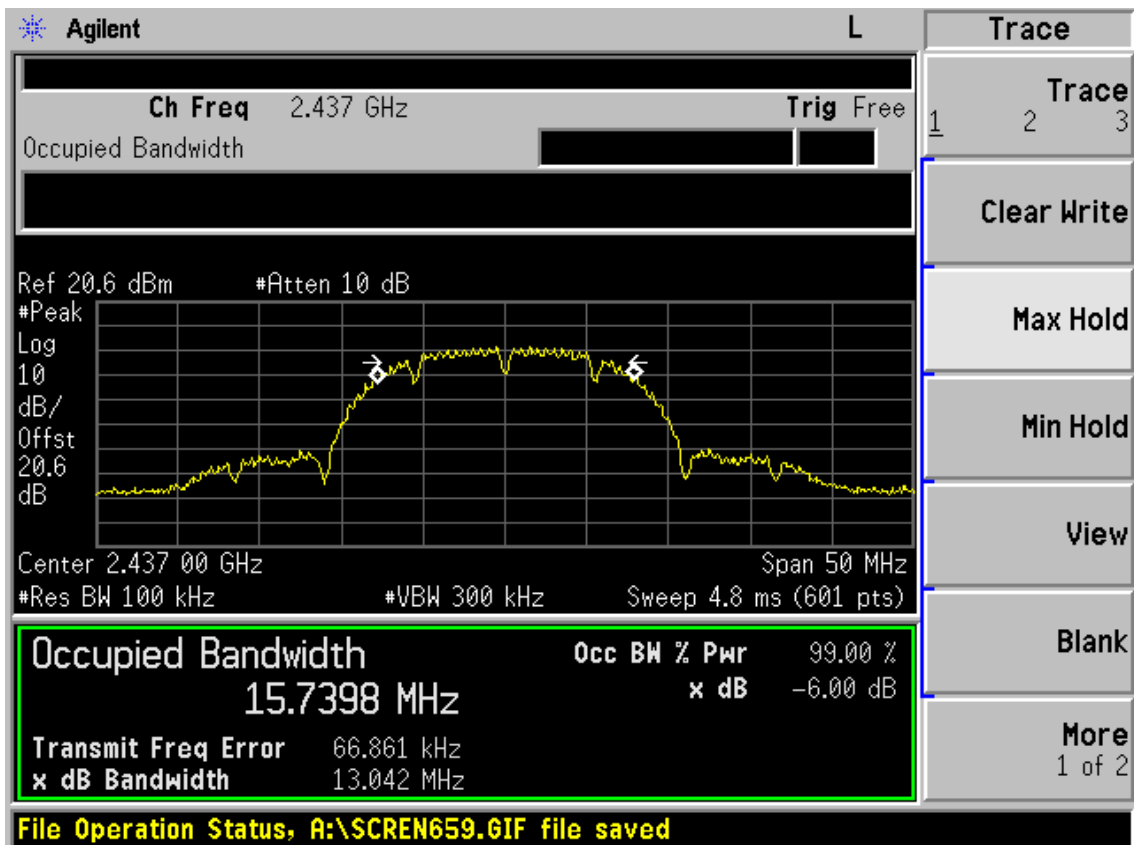 Agilent
L
Trace
Ch Freq 2.437 GHz
Trig Free
Occupied Bandwidth
Trace
1 2 3
Clear Write
Max Hold
Min Hold
View
Blank
More
1 of 2
Ref 20.6 dBm #Atten 10 dB
#Peak
Log
10
dB/
Offst
20.6
dB
Center 2.437 00 GHz
Span 50 MHz
#Res BW 100 kHz #VBW 300 kHz Sweep 4.8 ms (601 pts)
Occupied Bandwidth
15.7398 MHz
Occ BW % Pwr 99.00 %
x dB -6.00 dB
Transmit Freq Error 66.861 kHz
x dB Bandwidth 13.042 MHz
File Operation Status, A:\SCREN659.GIF file saved